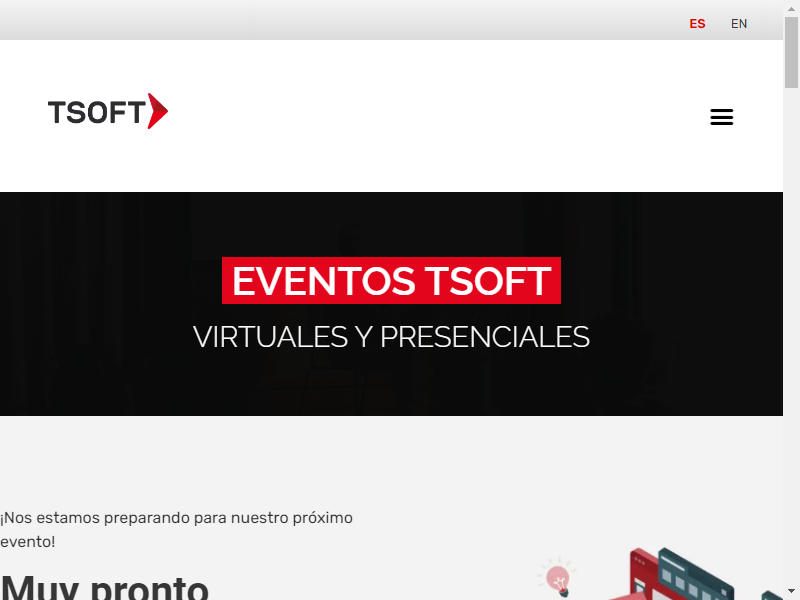 ES EN
TSOFT
EVENTOS TSOFT
VIRTUALES Y PRESENCIALES
¡Nos estamos preparando para nuestro próximo
evento!
Muy pronto